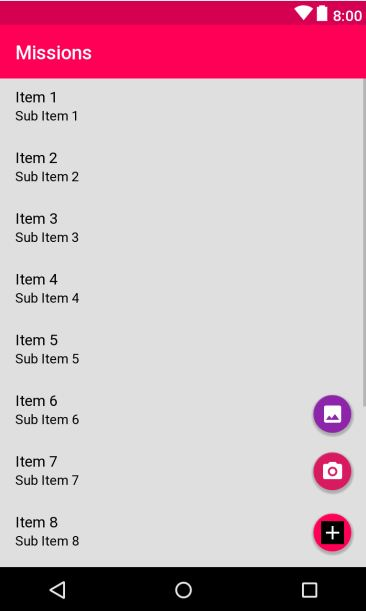 8:00
Missions
Item 1
Sub Item 1
Item 2
Sub Item 2
Item 3
Sub Item 3
Item 4
Sub Item 4
Item 5
Sub Item 5
Item 6
Sub Item 6
Item 7
Sub Item 7
Item 8
Sub Item 8